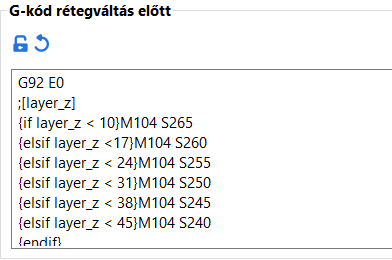 G-kód rétegváltás előtt
G92 E0
;[layer_z]
{if layer_z < 10}M104 S265
{elsif layer_z <17}M104 S260
{elsif layer_z < 24}M104 S255
{elsif layer_z < 31}M104 S250
{elsif layer_z < 38}M104 S245
{elsif layer_z < 45}M104 S240
{endif}